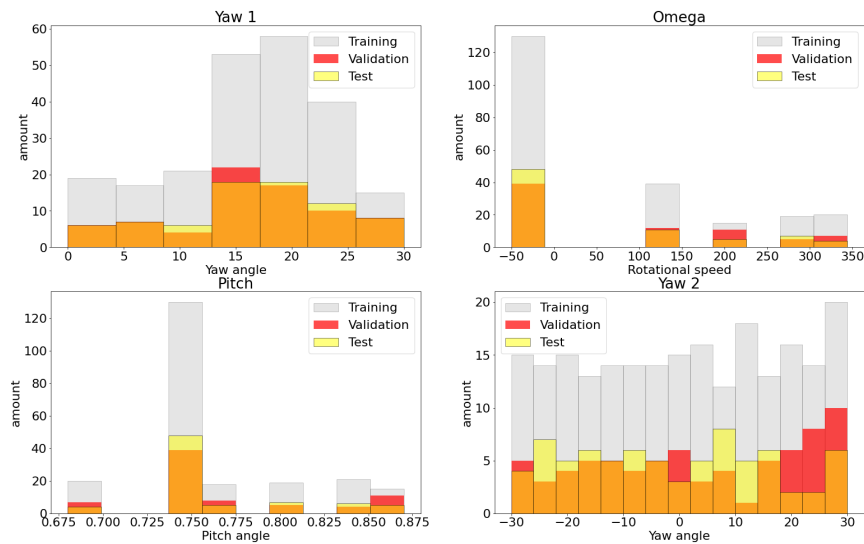 Yaw 1
60
50
40
30
20
10
0
amount
0 5 10 15 20 25 30
Yaw angle
Training
Validation
Test
Omega
120
100
80
60
40
20
0
amount
−50 0 50 100 150 200 250 300 350
Rotational speed
Training
Validation
Test
Pitch
120
100
80
60
40
20
0
amount
0.675 0.700 0.725 0.750 0.775 0.800 0.825 0.850 0.875
Pitch angle
Training
Validation
Test
Yaw 2
20
15
10
5
0
amount
−30 −20 −10 0 10 20 30
Yaw angle
Training
Validation
Test